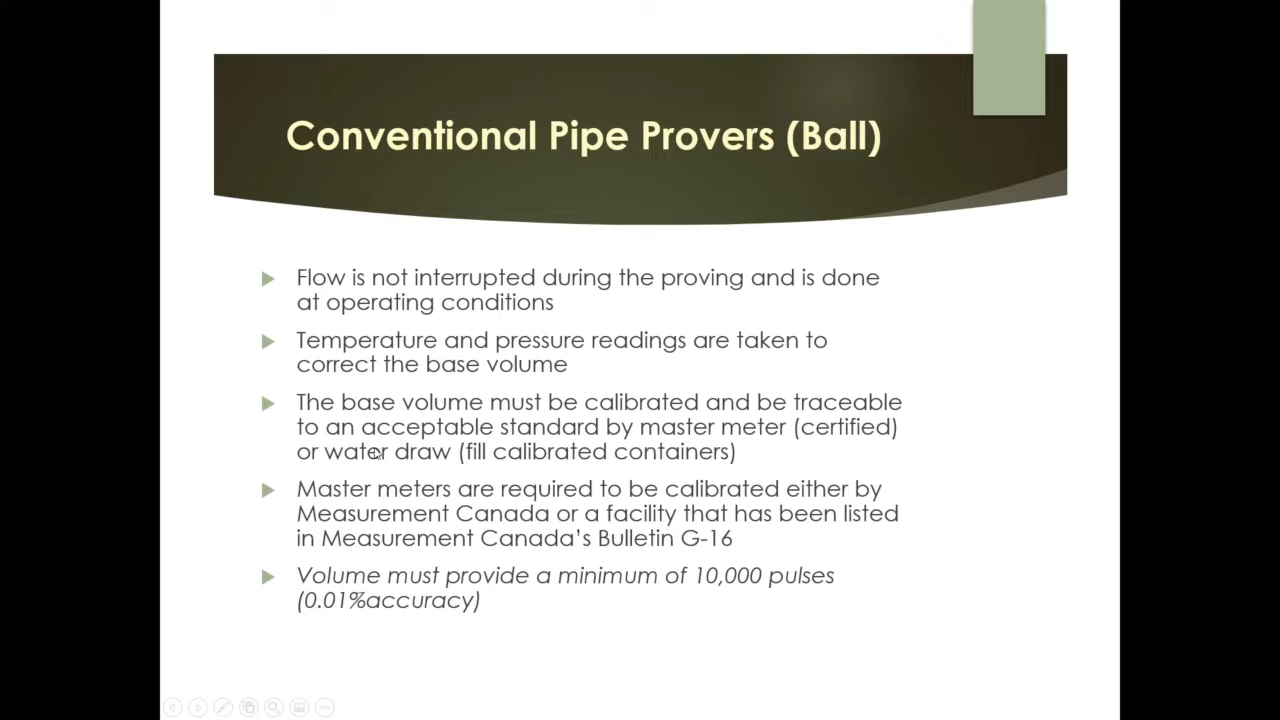 Conventional Pipe Provers (Ball)
Flow is not interrupted during the proving and is done
at operating conditions
Temperature and pressure readings are taken to
correct the base volume
The base volume must be calibrated and be traceable
to an acceptable standard by master meter (certified)
or water draw (fill calibrated containers)
Master meters are required to be calibrated either by
Measurement Canada or a facility that has been listed
in Measurement Canada’s Bulletin G-16
Volume must provide a minimum of 10,000 pulses
(0.01%accuracy)